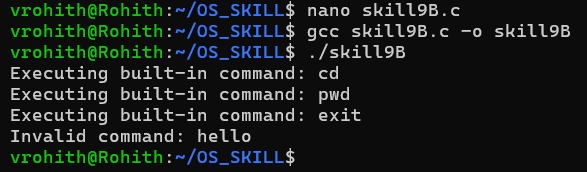 vrohith@Rohith:~/OS_SKILL$ nano skill9B.c
vrohith@Rohith:~/OS_SKILL$ gcc skill9B.c -o skill9B
vrohith@Rohith:~/OS_SKILL$ ./skill9B
Executing built-in command: cd
Executing built-in command: pwd
Executing built-in command: exit
Invalid command: hello
vrohith@Rohith:~/OS_SKILL$